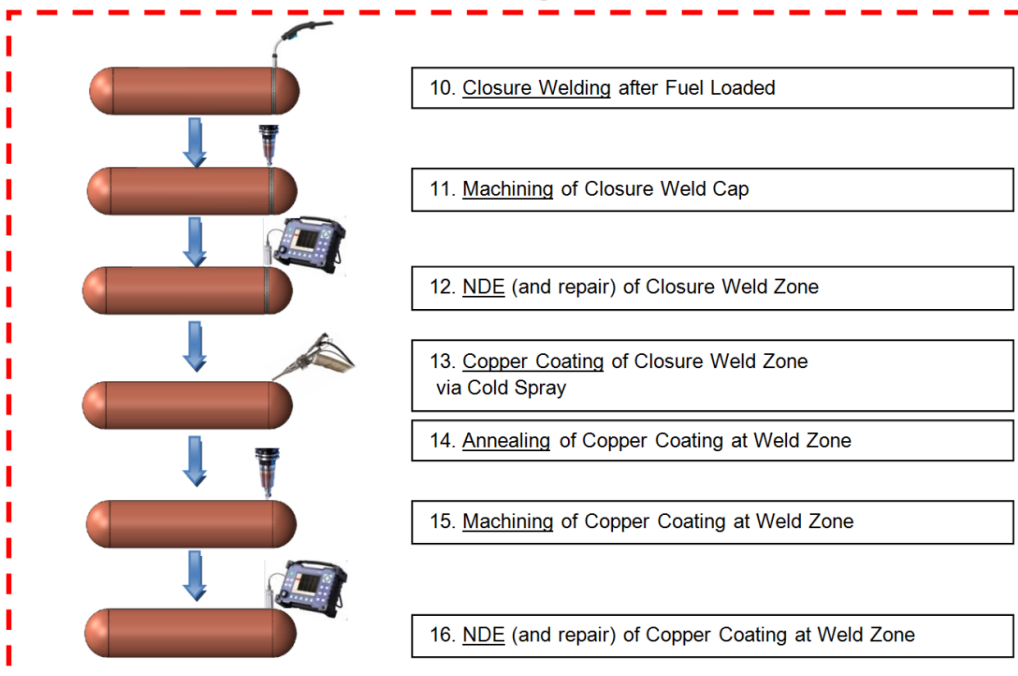 10. Closure Welding after Fuel Loaded
11. Machining of Closure Weld Cap
12. NDE (and repair) of Closure Weld Zone
13. Copper Coating of Closure Weld Zone
via Cold Spray
14. Annealing of Copper Coating at Weld Zone
15. Machining of Copper Coating at Weld Zone
16. NDE (and repair) of Copper Coating at Weld Zone